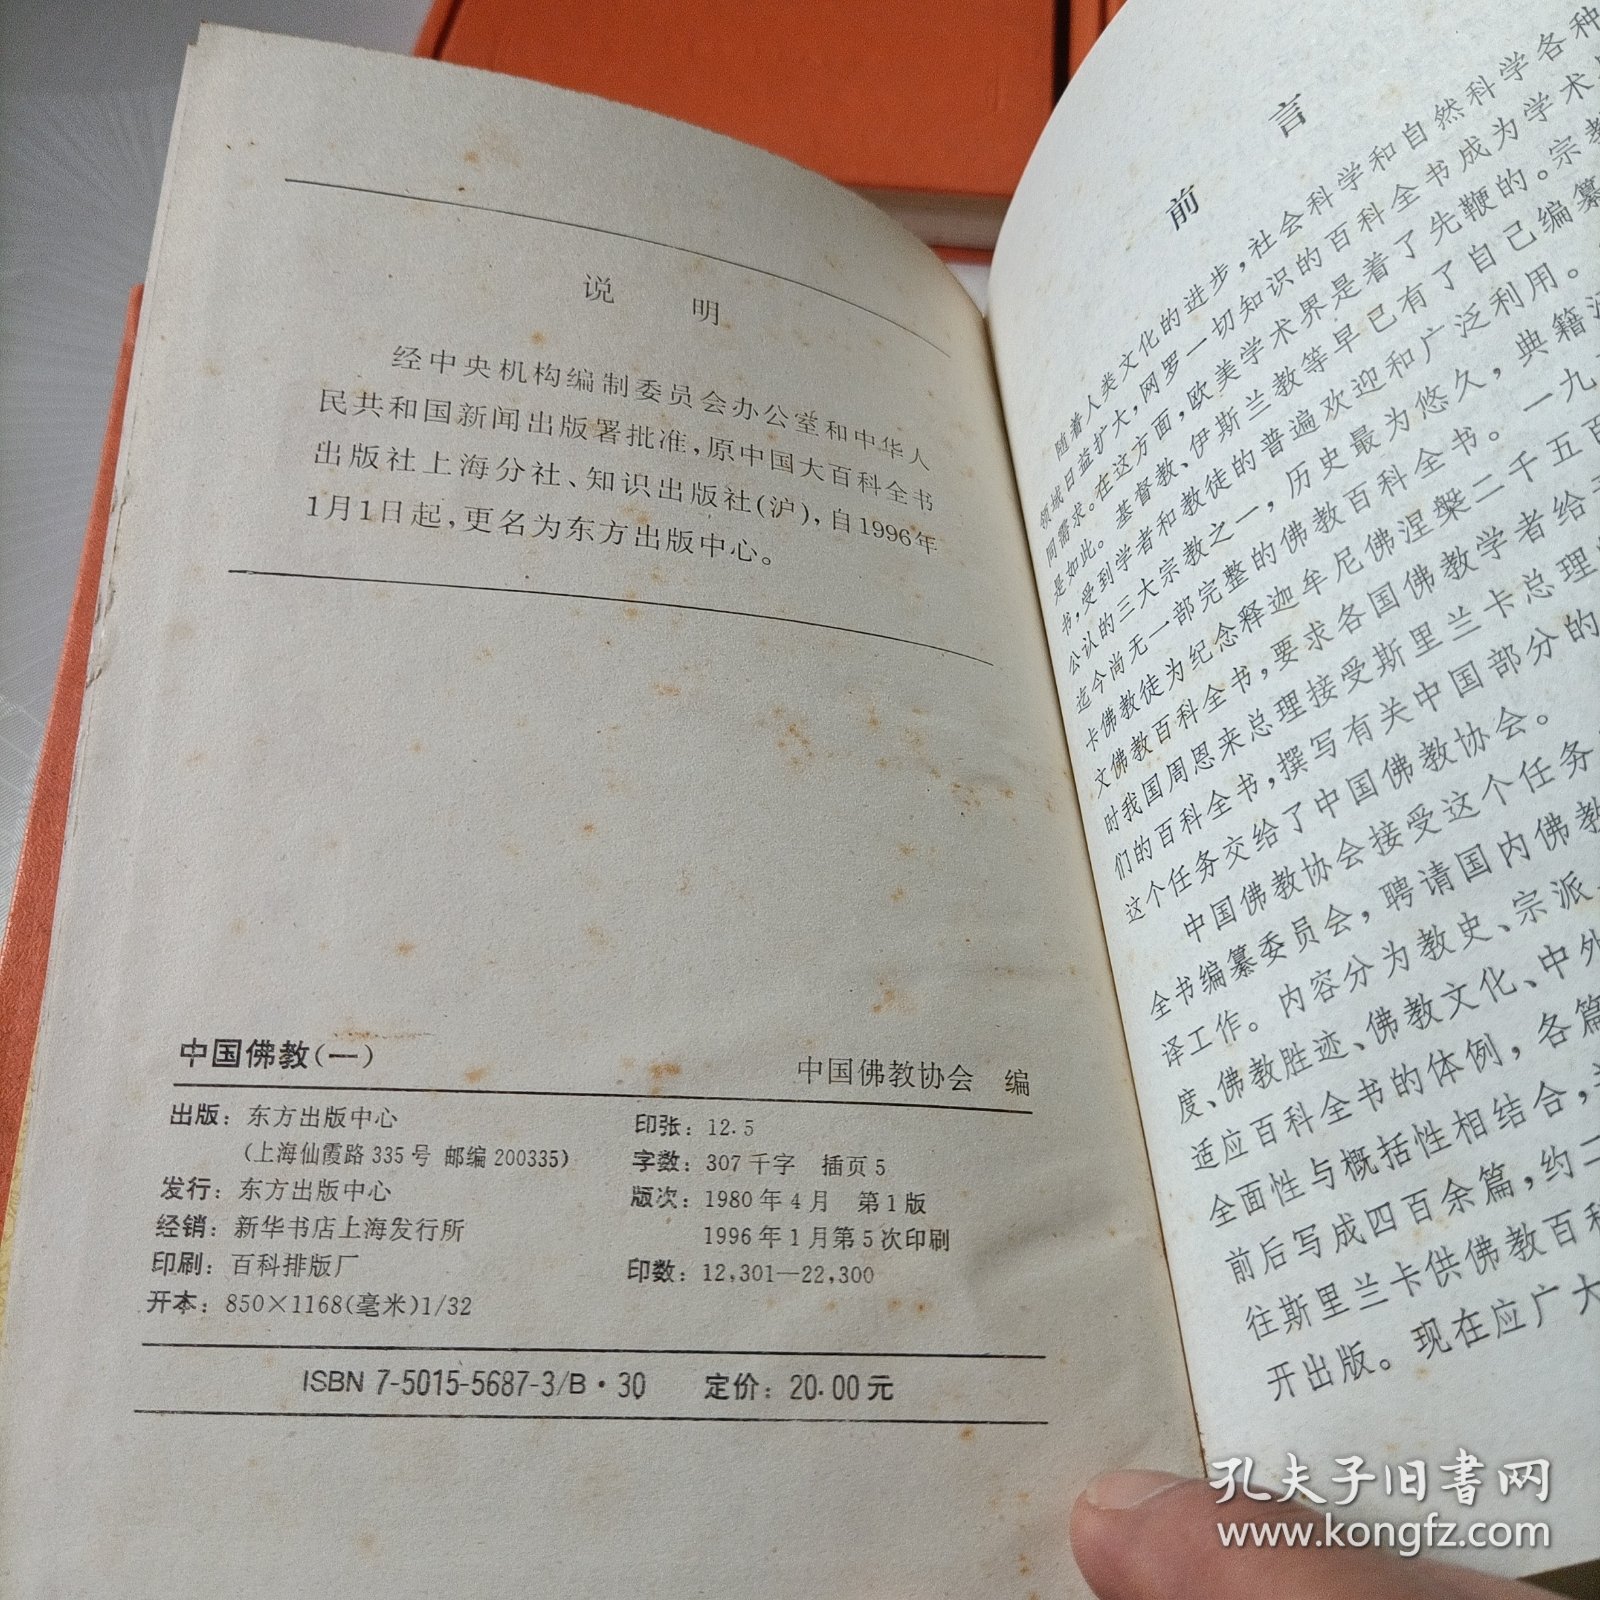 说 明
经中央机构编制委员会办公室和中华人
民共和国新闻出版署批准，原中国大百科全书
出版社上海分社、知识出版社(沪)，自1996年
1月1日起，更名为东方出版中心。
中国佛教(一)
中国佛教协会 编
出版：东方出版中心
(上海仙霞路335号 邮编200335)
发行：东方出版中心
经销：新华书店上海发行所
印刷：百科排版厂
开本：850×1168(毫米)1/32
印张：12.5
字数：307千字 插页5
版次：1980年4月 第1版
1996年1月第5次印刷
印数：12,301—22,300
ISBN 7-5015-5687-3/B·30 定价：20.00元
前 言
随着人类文化的进步，社会科学和自然科学各种
领域日益扩大，网罗一切知识的百科全书成为学术
同需求。在这方面，欧美学术界是着了先鞭的。宗教
是如此。基督教、伊斯兰教等早已有了自己编纂
书，受到学者和教徒的普遍欢迎和广泛利用。
公认的三大宗教之一，历史最为悠久，典籍
迄今尚无一部完整的佛教百科全书。一九
卡佛教徒为纪念释迦牟尼佛涅槃二千五百
文佛教百科全书，要求各国佛教学者给
时我国周恩来总理接受斯里兰卡总理
们的百科全书，撰写有关中国部分的
这个任务交给了中国佛教协会。
中国佛教协会接受这个任务
全书编纂委员会，聘请国内佛教
译工作。内容分为教史、宗派、
度、佛教胜迹、佛教文化、中外
适应百科全书的体例，各篇
全面性与概括性相结合，
前后写成四百余篇，约二
往斯里兰卡供佛教百科
开出版。现在应广大
孔夫子旧书网
www.kongfz.com